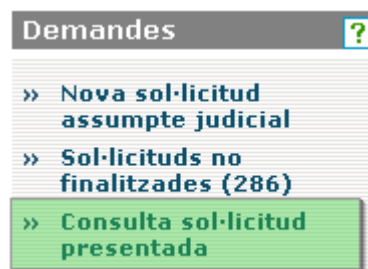 Demandes ?
» Nova sol·licitud
assumpte judicial
» Sol·licituds no
finalitzades (286)
» Consulta sol·licitud
presentada